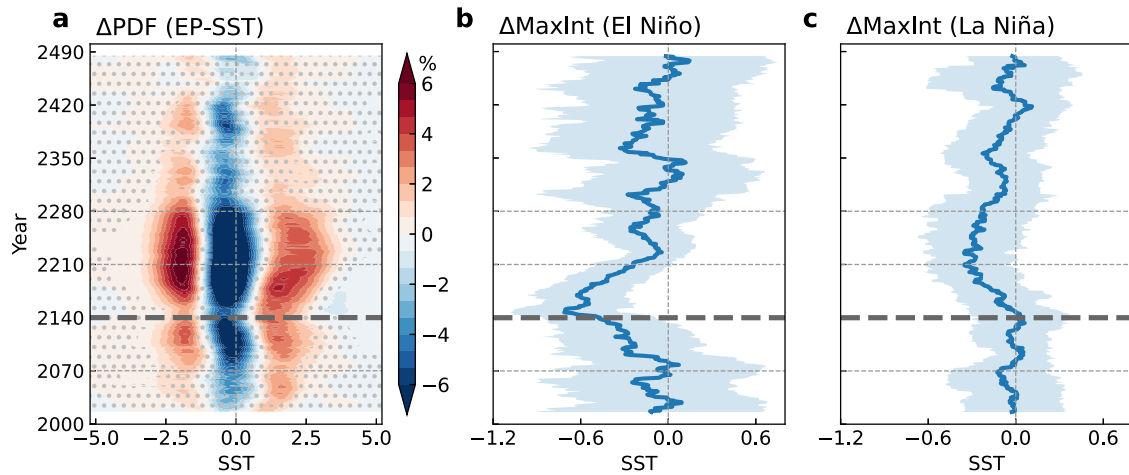 a ΔPDF (EP-SST)
b ΔMaxInt (El Niño)
c ΔMaxInt (La Niña)
%
Year
2490
2420
2350
2280
2210
2140
2070
2000
6
4
2
0
−2
−4
−6
−5.0 −2.5 0.0 2.5 5.0
−1.2 −0.6 0.0 0.6
−1.2 −0.6 0.0 0.6
SST
SST
SST